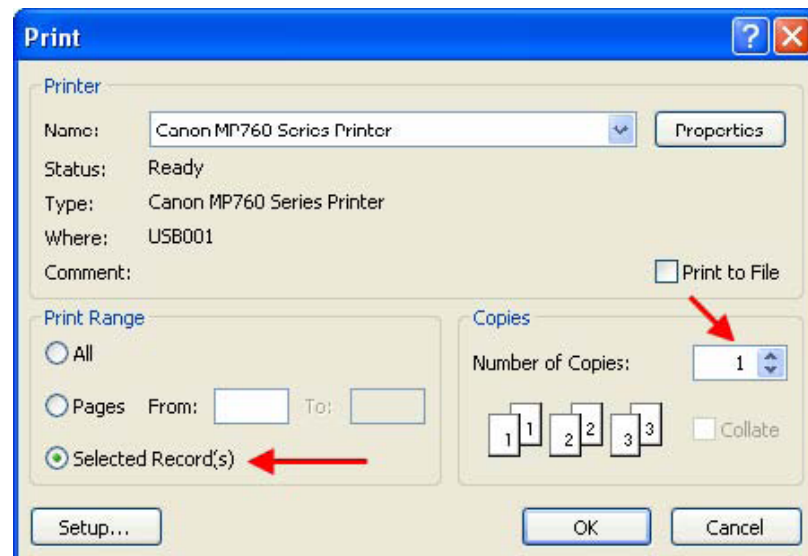 Print
Printer
Name: Canon MP760 Series Printer Properties
Status: Ready
Type: Canon MP760 Series Printer
Where: USB001
Comment: Print to File
Print Range
All
Pages From: To:
Selected Record(s)
Copies
Number of Copies: 1
1 1 2 2 3 3 Collate
Setup... OK Cancel